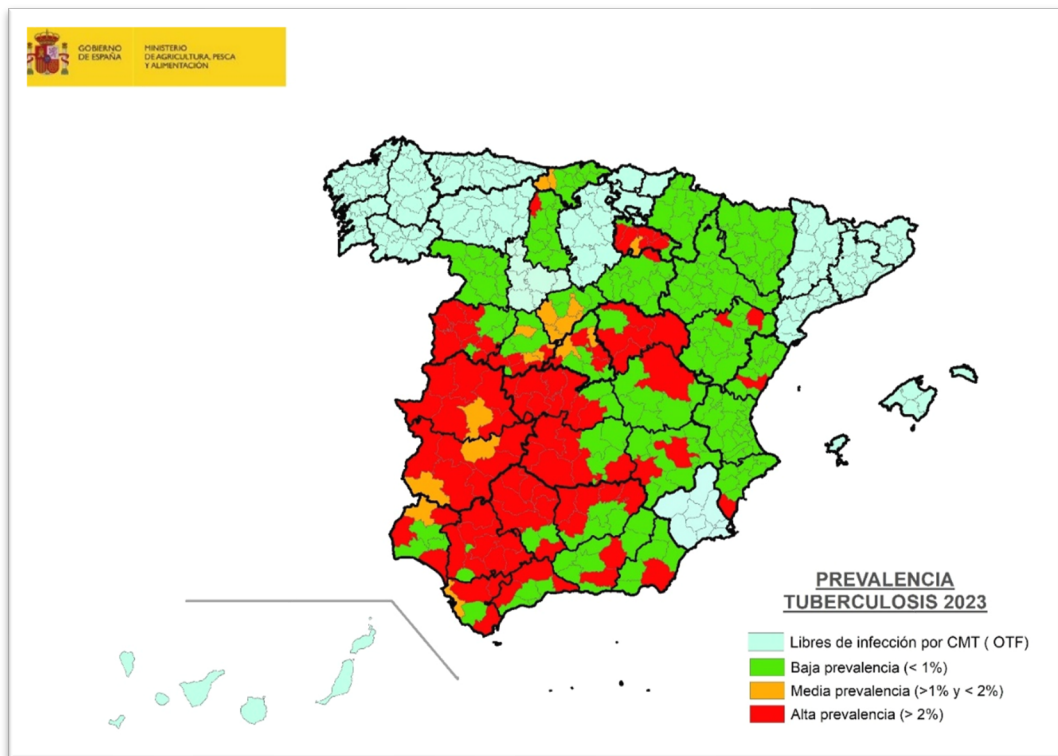 GOBIERNO
DE ESPAÑA
MINISTERIO
DE AGRICULTURA, PESCA
Y ALIMENTACIÓN
PREVALENCIA
TUBERCULOSIS 2023
Libres de infección por CMT ( OTF)
Baja prevalencia (< 1%)
Media prevalencia (>1% y < 2%)
Alta prevalencia (> 2%)